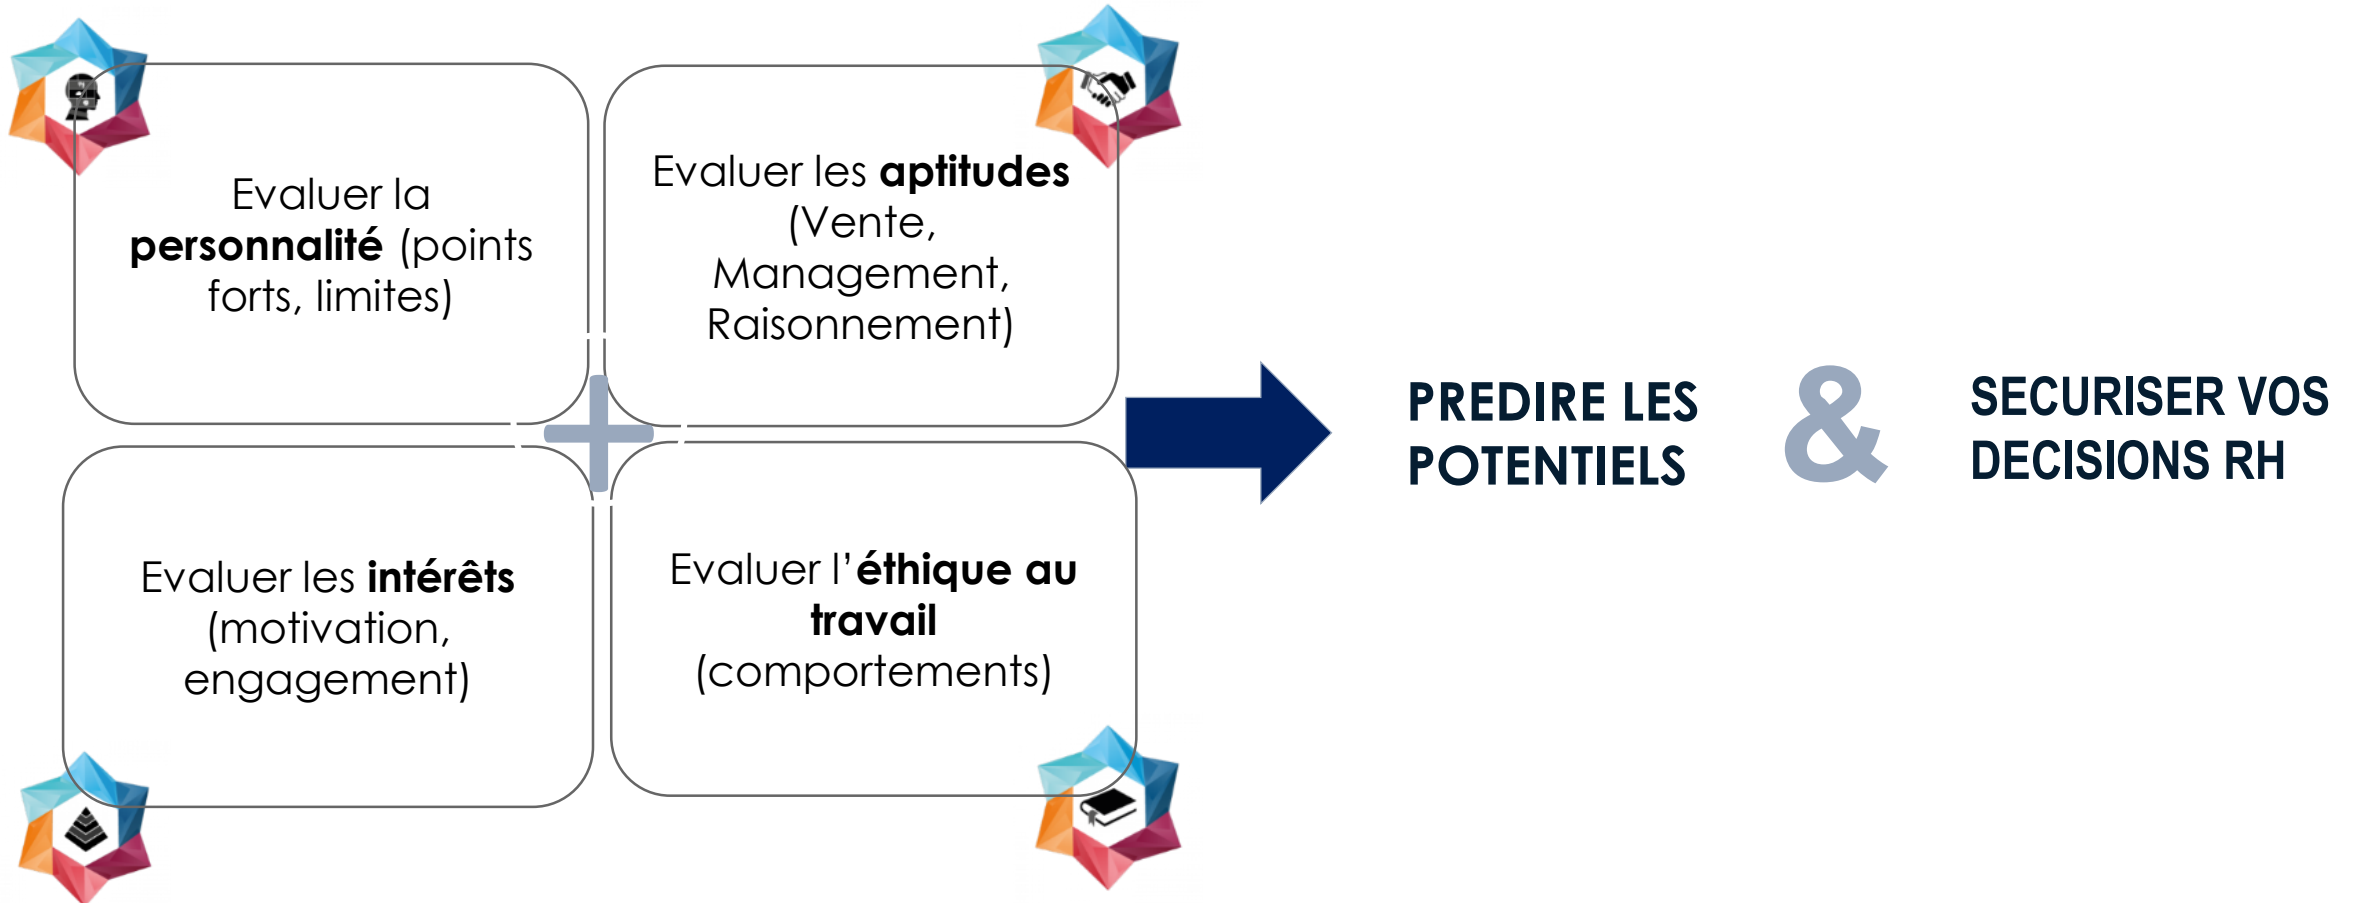 Evaluer la
personnalité (points
forts, limites)
Evaluer les aptitudes
(Vente,
Management,
Raisonnement)
Evaluer les intérêts
(motivation,
engagement)
Evaluer l'éthique au
travail
(comportements)
PREDIRE LES
POTENTIELS
&
SECURISER VOS
DECISIONS RH